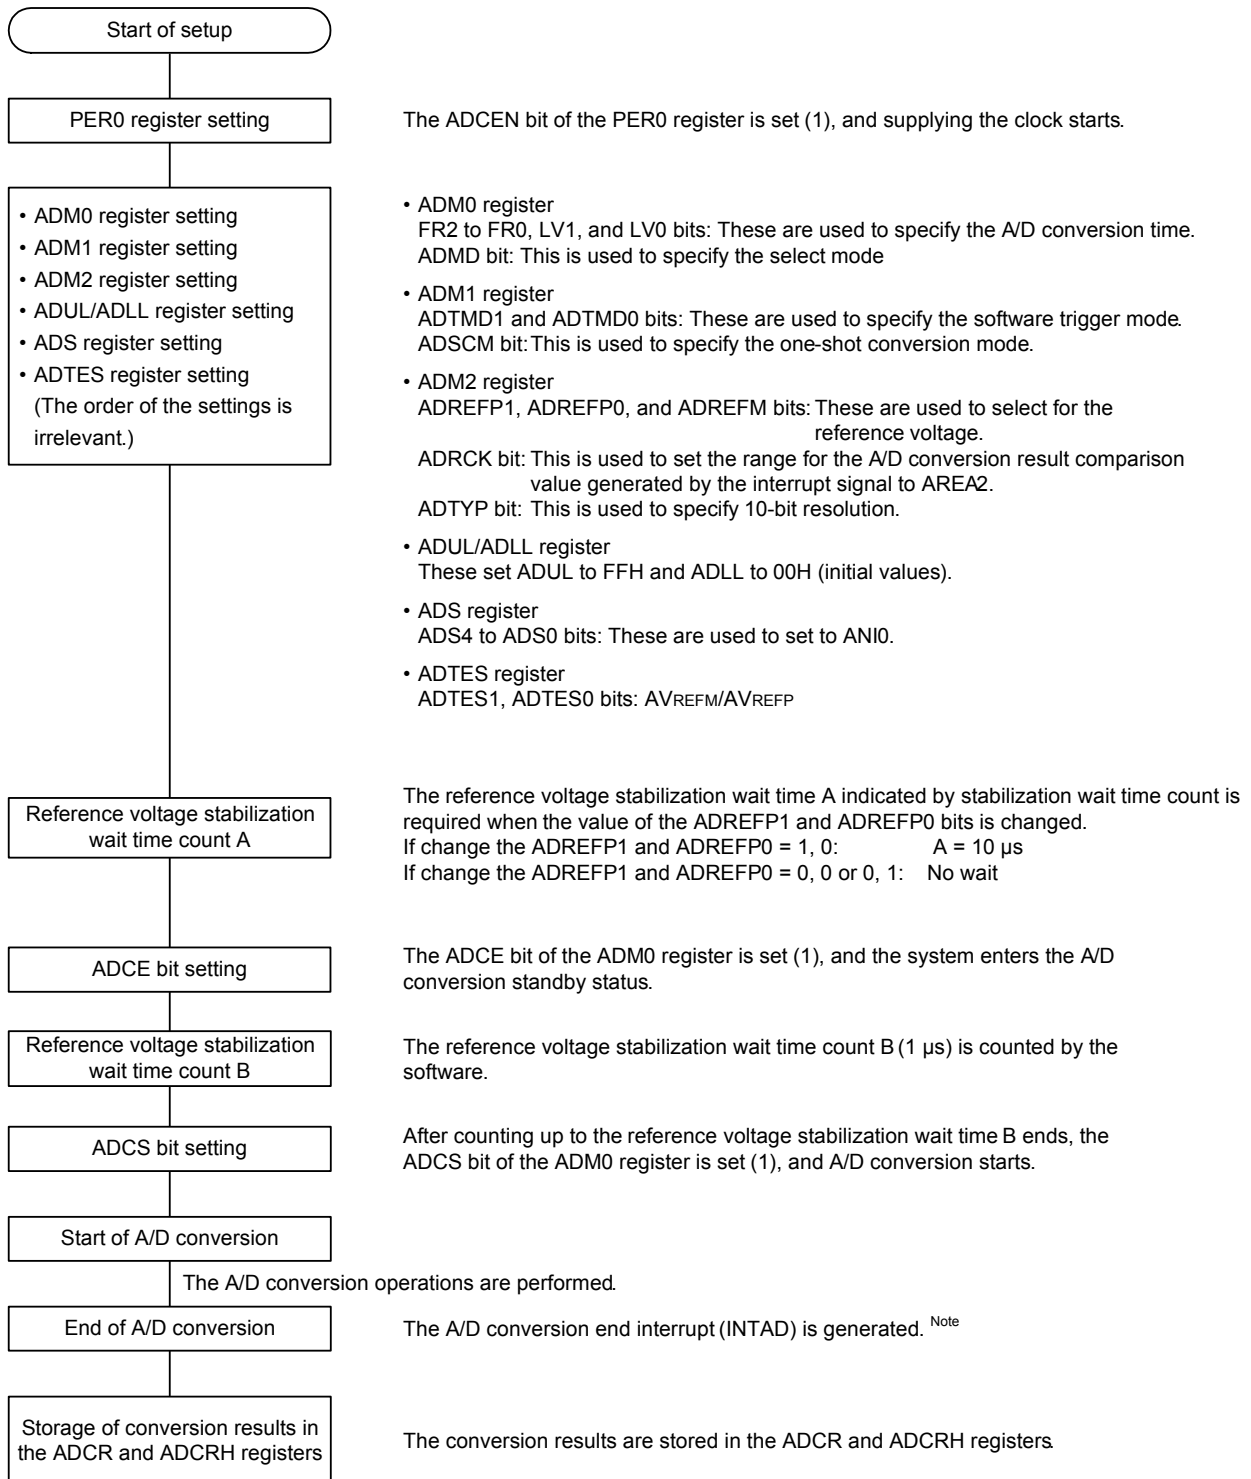 Start of setup
PER0 register setting
The ADCEN bit of the PER0 register is set (1), and supplying the clock starts.
• ADM0 register setting
• ADM1 register setting
• ADM2 register setting
• ADUL/ADLL register setting
• ADS register setting
• ADTES register setting
(The order of the settings is
irrelevant.)
• ADM0 register
FR2 to FR0, LV1, and LV0 bits: These are used to specify the A/D conversion time.
ADMD bit: This is used to specify the select mode
• ADM1 register
ADTMD1 and ADTMD0 bits: These are used to specify the software trigger mode.
ADSCM bit: This is used to specify the one-shot conversion mode.
• ADM2 register
ADREFP1, ADREFP0, and ADREFM bits: These are used to select for the
reference voltage.
ADRCK bit: This is used to set the range for the A/D conversion result comparison
value generated by the interrupt signal to AREA2.
ADTYP bit: This is used to specify 10-bit resolution.
• ADUL/ADLL register
These set ADUL to FFH and ADLL to 00H (initial values).
• ADS register
ADS4 to ADS0 bits: These are used to set to ANI0.
• ADTES register
ADTES1, ADTES0 bits: AVREFM/AVREFP
Reference voltage stabilization
wait time count A
The reference voltage stabilization wait time A indicated by stabilization wait time count is
required when the value of the ADREFP1 and ADREFP0 bits is changed.
If change the ADREFP1 and ADREFP0 = 1, 0: A = 10 µs
If change the ADREFP1 and ADREFP0 = 0, 0 or 0, 1: No wait
ADCE bit setting
The ADCE bit of the ADM0 register is set (1), and the system enters the A/D
conversion standby status.
Reference voltage stabilization
wait time count B
The reference voltage stabilization wait time count B (1 µs) is counted by the
software.
ADCS bit setting
After counting up to the reference voltage stabilization wait time B ends, the
ADCS bit of the ADM0 register is set (1), and A/D conversion starts.
Start of A/D conversion
The A/D conversion operations are performed.
End of A/D conversion
The A/D conversion end interrupt (INTAD) is generated. Note
Storage of conversion results in
the ADCR and ADCRH registers
The conversion results are stored in the ADCR and ADCRH registers.